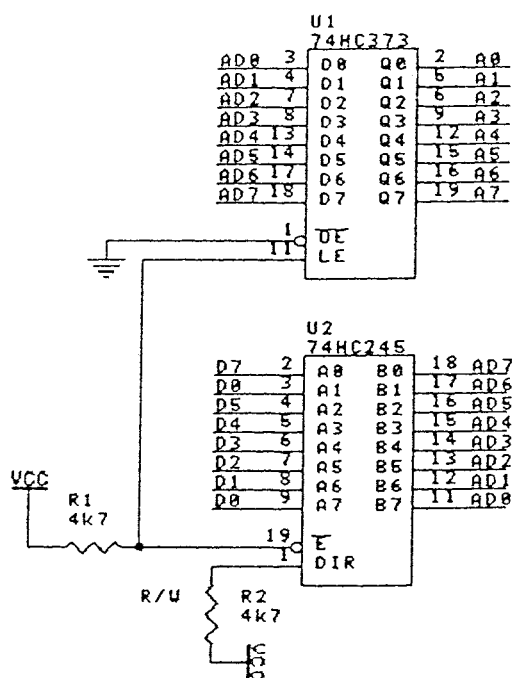 U1
74HC373
AD0 3 D0 Q0 2 A0
AD1 4 D1 Q1 A1
AD2 7 D2 Q2 6 A2
AD3 8 D3 Q3 9 A3
AD4 13 D4 Q4 12 A4
AD5 14 D5 Q5 15 A5
AD6 17 D6 Q6 16 A6
AD7 18 D7 Q7 19 A7
1 OE
11 LE
U2
74HC245
D7 2 A0 B0 18 AD7
D0 3 A1 B1 17 AD6
D5 4 A2 B2 16 AD5
D4 5 A3 B3 15 AD4
D3 6 A4 B4 14 AD3
D2 7 A5 B5 13 AD2
D1 8 A6 B6 12 AD1
D0 9 A7 B7 11 AD0
VCC
R1
4k7
19 E
1 DIR
R/W
R2
4k7